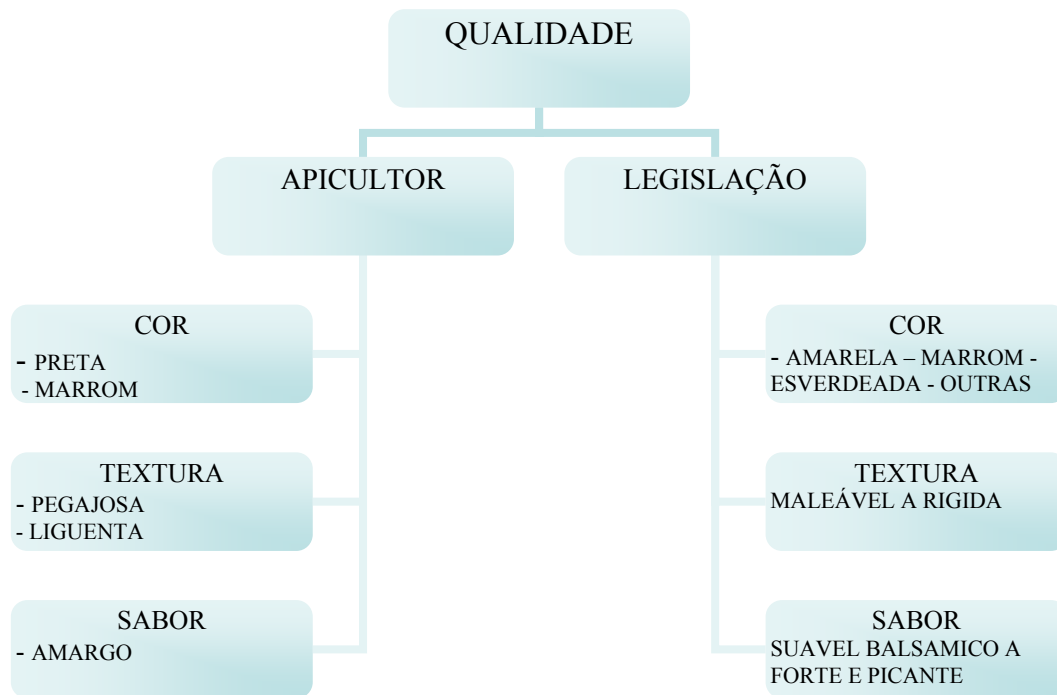 QUALIDADE
APICULTOR
LEGISLAÇÃO
COR
- PRETA
- MARROM
TEXTURA
- PEGAJOSA
- LIGUENTA
SABOR
- AMARGO
COR
- AMARELA – MARROM -
ESVERDEADA - OUTRAS
TEXTURA
MALEÁVEL A RIGIDA
SABOR
SUAVEL BALSAMICO A
FORTE E PICANTE